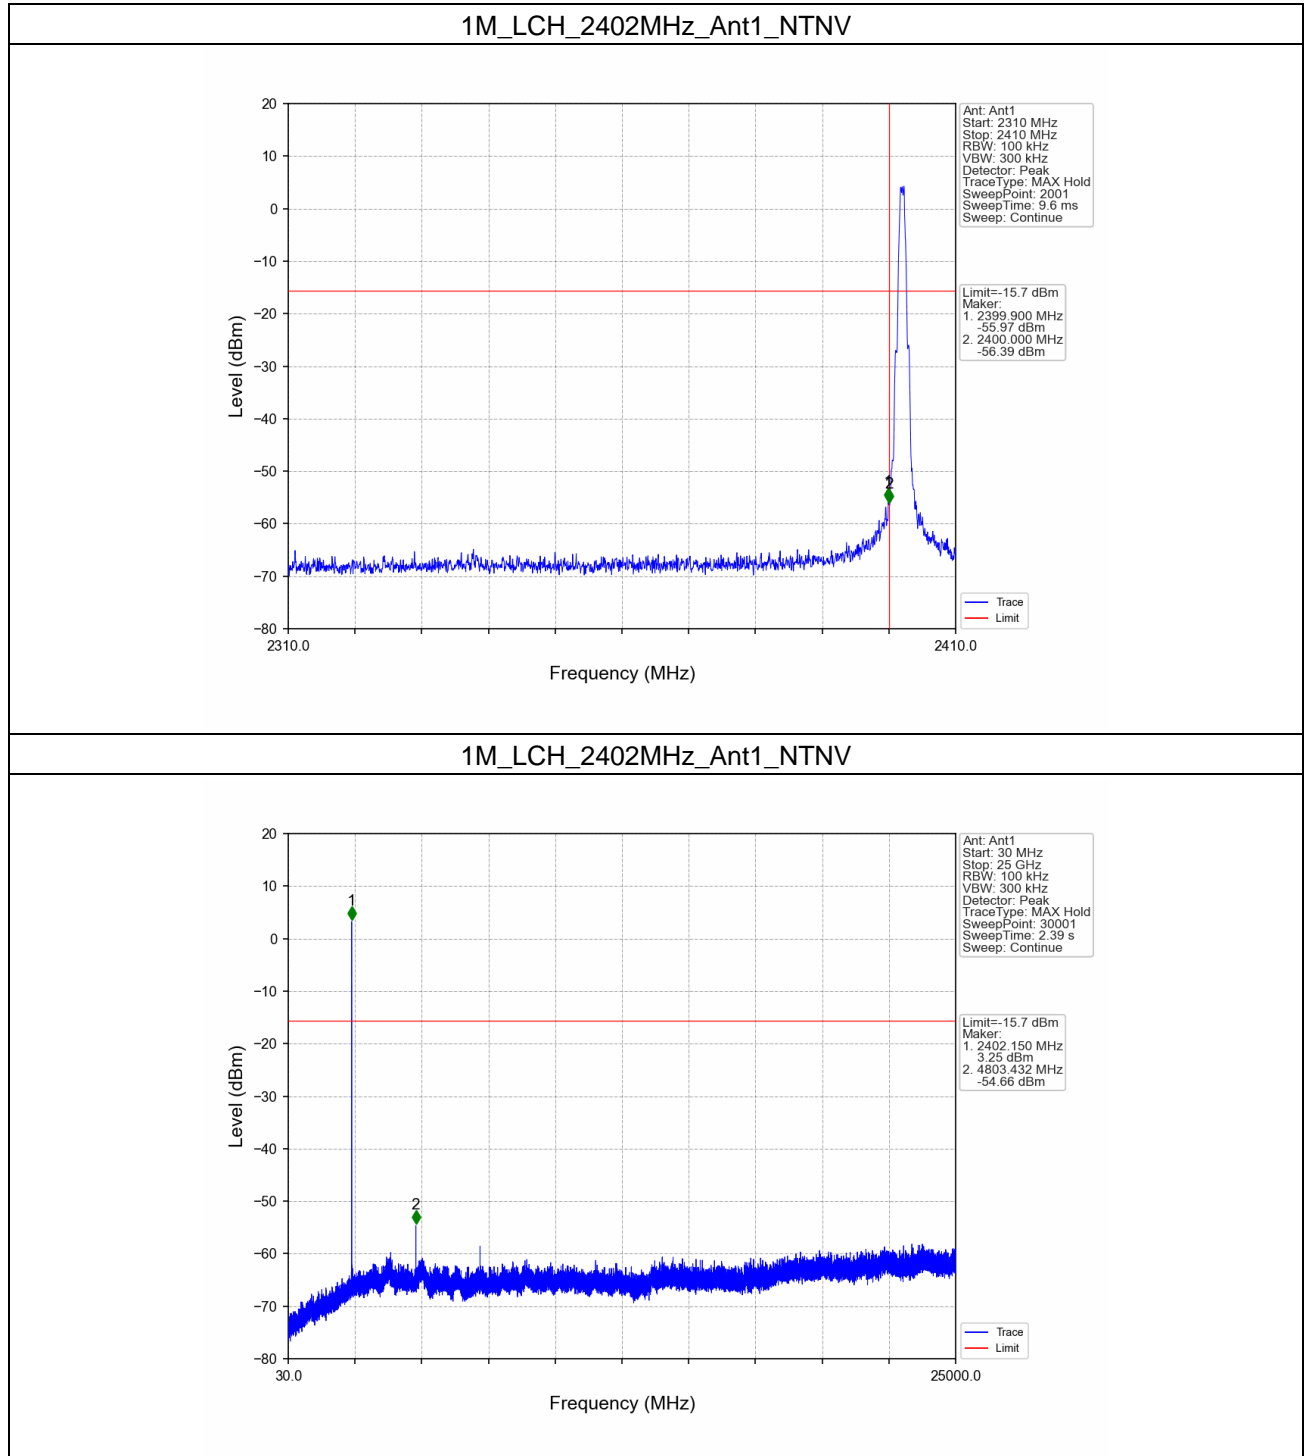 1M_LCH_2402MHz_Ant1_NTNV
20
10
0
−10
−20
−30
−40
−50
−60
−70
−80
Level (dBm)
2310.0
2410.0
Frequency (MHz)
2
Ant: Ant1
Start: 2310 MHz
Stop: 2410 MHz
RBW: 100 kHz
VBW: 300 kHz
Detector: Peak
TraceType: MAX Hold
SweepPoint: 2001
SweepTime: 9.6 ms
Sweep: Continue
Limit=-15.7 dBm
Maker:
1. 2399.900 MHz
-55.97 dBm
2. 2400.000 MHz
-56.39 dBm
Trace
Limit
1M_LCH_2402MHz_Ant1_NTNV
20
10
0
−10
−20
−30
−40
−50
−60
−70
−80
Level (dBm)
30.0
25000.0
Frequency (MHz)
1
2
Ant: Ant1
Start: 30 MHz
Stop: 25 GHz
RBW: 100 kHz
VBW: 300 kHz
Detector: Peak
TraceType: MAX Hold
SweepPoint: 30001
SweepTime: 2.39 s
Sweep: Continue
Limit=-15.7 dBm
Maker:
1. 2402.150 MHz
3.25 dBm
2. 4803.432 MHz
-54.66 dBm
Trace
Limit